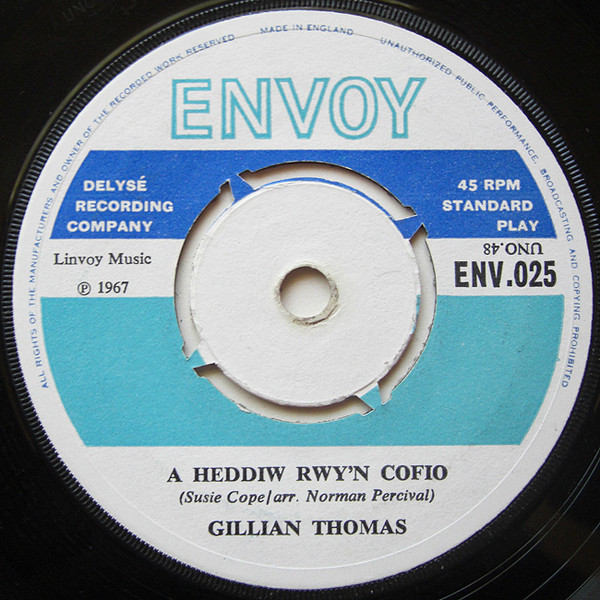 ALL RIGHTS OF THE MANUFACTURERS AND OWNER OF THE RECORDED WORK RESERVED
MADE IN ENGLAND
UNAUTHORIZED PUBLIC PERFORMANCE, BROADCASTING AND COPYING PROHIBITED
ENVOY
DELYSÉ
RECORDING
COMPANY
45 RPM
STANDARD
PLAY
Linvoy Music
℗ 1967
UNO.48
ENV.025
A HEDDIW RWY'N COFIO
(Susie Cope/arr. Norman Percival)
GILLIAN THOMAS